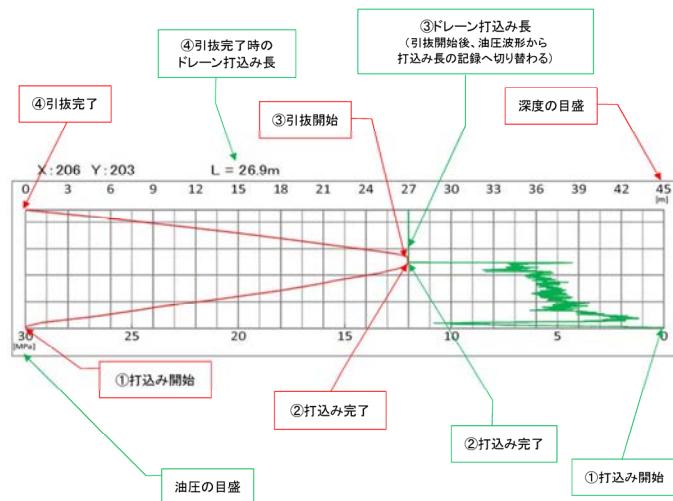 ③ドレーン打込み長
（引抜開始後、油圧波形から
打込み長の記録へ切り替わる）
④引抜完了時の
ドレーン打込み長
④引抜完了
③引抜開始
深度の目盛
X:206 Y:203 L = 26.9m
0 3 6 9 12 15 18 21 24 27 30 33 36 39 42 45
[m]
30 25 20 15 10 5 0
[MPa]
①打込み開始
②打込み完了
②打込み完了
①打込み開始
油圧の目盛